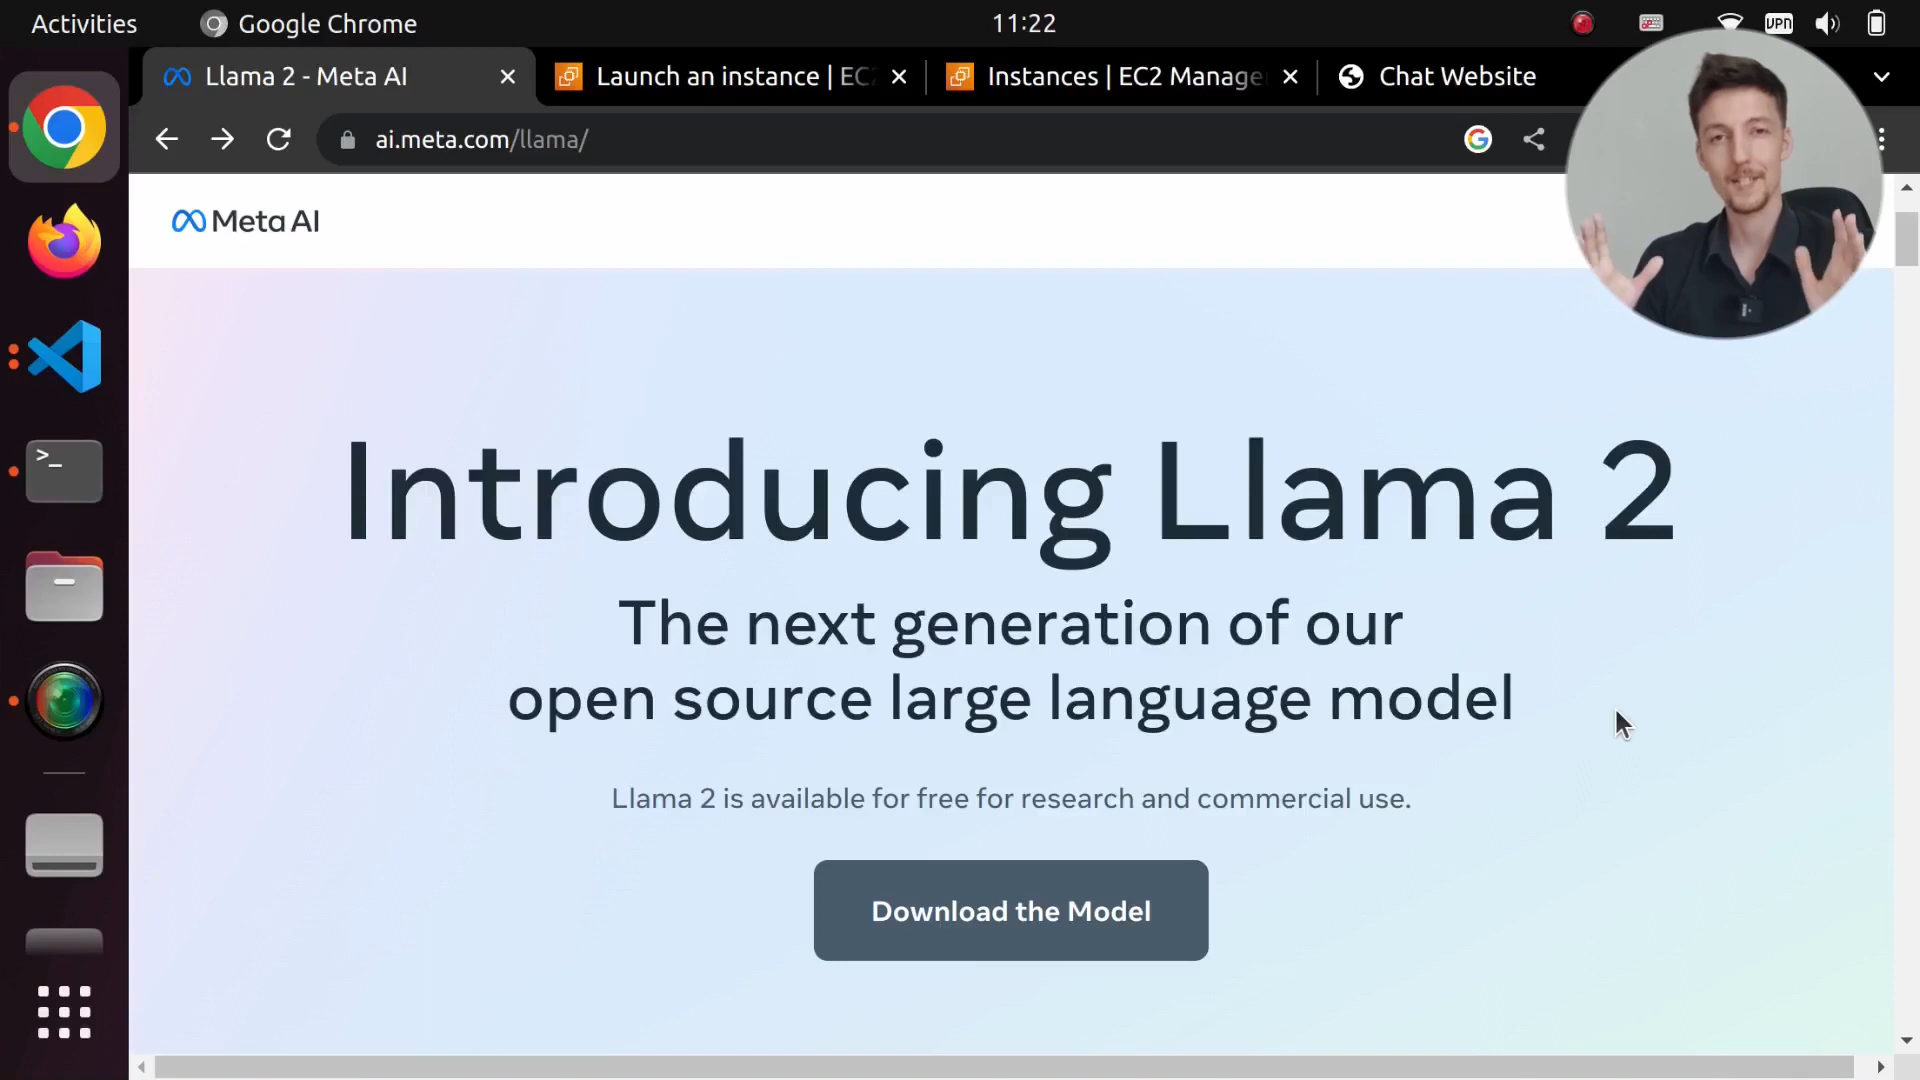 Activities
Google Chrome
11:22
VPN
Llama 2 - Meta AI
Launch an instance | EC2
Instances | EC2 Manage
Chat Website
ai.meta.com/llama/
Meta AI
Introducing Llama 2
The next generation of our
open source large language model
Llama 2 is available for free for research and commercial use.
Download the Model